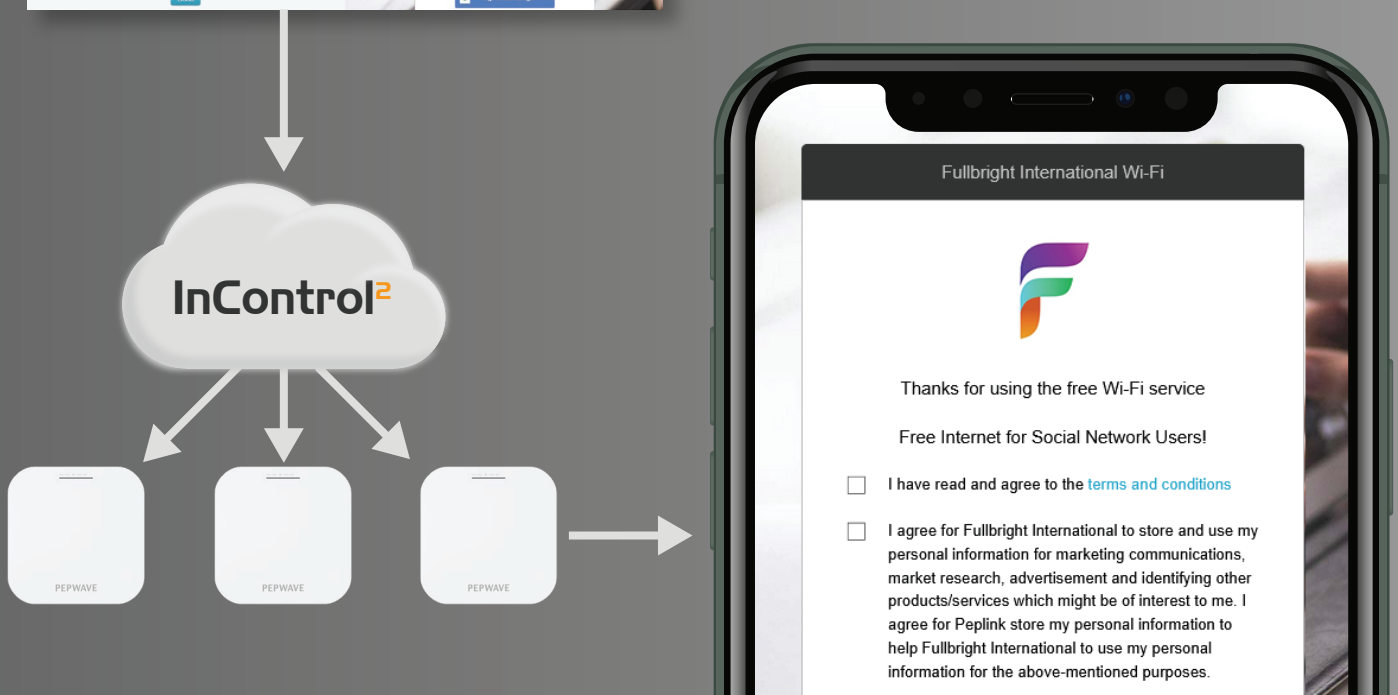 InControl²
PEPWAVE
PEPWAVE
PEPWAVE
Fullbright International Wi-Fi
Thanks for using the free Wi-Fi service
Free Internet for Social Network Users!
I have read and agree to the terms and conditions
I agree for Fullbright International to store and use my
personal information for marketing communications,
market research, advertisement and identifying other
products/services which might be of interest to me. I
agree for Peplink store my personal information to
help Fullbright International to use my personal
information for the above-mentioned purposes.